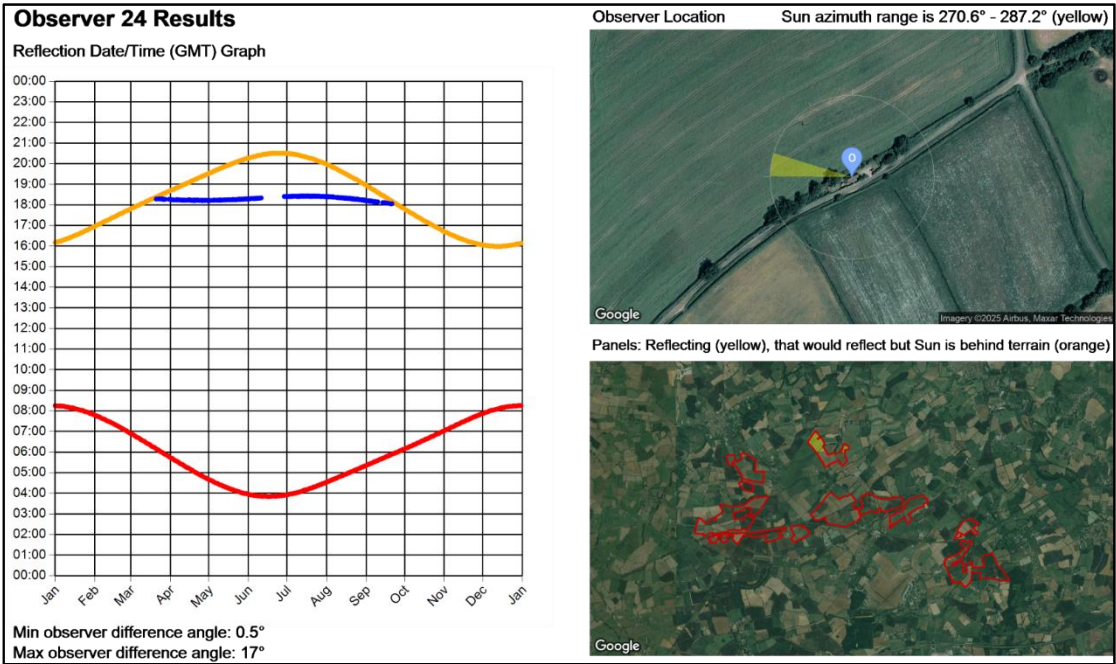 Observer 24 Results
Reflection Date/Time (GMT) Graph
00:00
23:00
22:00
21:00
20:00
19:00
18:00
17:00
16:00
15:00
14:00
13:00
12:00
11:00
10:00
09:00
08:00
07:00
06:00
05:00
04:00
03:00
02:00
01:00
00:00
Jan Feb Mar Apr May Jun Jul Aug Sep Oct Nov Dec Jan
Min observer difference angle: 0.5°
Max observer difference angle: 17°
Observer Location Sun azimuth range is 270.6° - 287.2° (yellow)
0
Google Imagery ©2025 Airbus, Maxar Technologies
Panels: Reflecting (yellow), that would reflect but Sun is behind terrain (orange)
Google